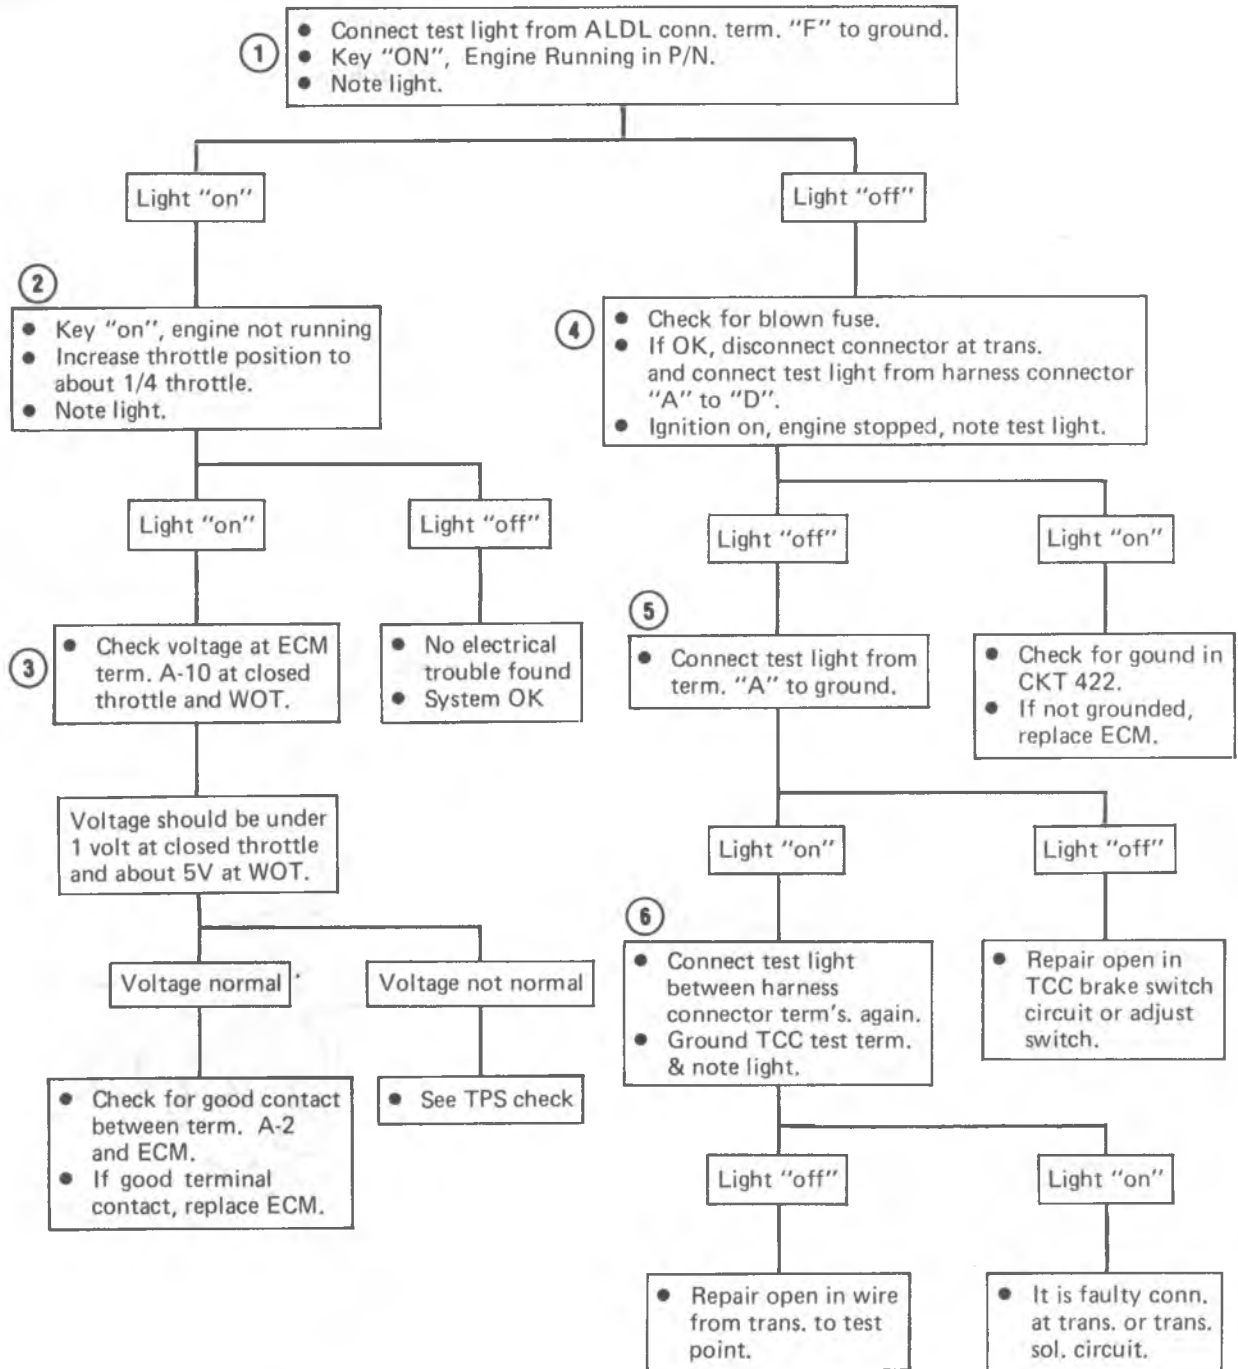 1
● Connect test light from ALDL conn. term. "F" to ground.
● Key "ON", Engine Running in P/N.
● Note light.
Light "on"
Light "off"
2
● Key "on", engine not running
● Increase throttle position to
about 1/4 throttle.
● Note light.
4
● Check for blown fuse.
● If OK, disconnect connector at trans.
and connect test light from harness connector
"A" to "D".
● Ignition on, engine stopped, note test light.
Light "on"
Light "off"
Light "off"
Light "on"
3
● Check voltage at ECM
term. A-10 at closed
throttle and WOT.
● No electrical
trouble found
● System OK
5
● Connect test light from
term. "A" to ground.
● Check for gound in
CKT 422.
● If not grounded,
replace ECM.
Voltage should be under
1 volt at closed throttle
and about 5V at WOT.
Light "on"
Light "off"
Voltage normal
Voltage not normal
6
● Connect test light
between harness
connector term's. again.
● Ground TCC test term.
& note light.
● Repair open in
TCC brake switch
circuit or adjust
switch.
● Check for good contact
between term. A-2
and ECM.
● If good terminal
contact, replace ECM.
● See TPS check
Light "off"
Light "on"
● Repair open in wire
from trans. to test
point.
● It is faulty conn.
at trans. or trans.
sol. circuit.